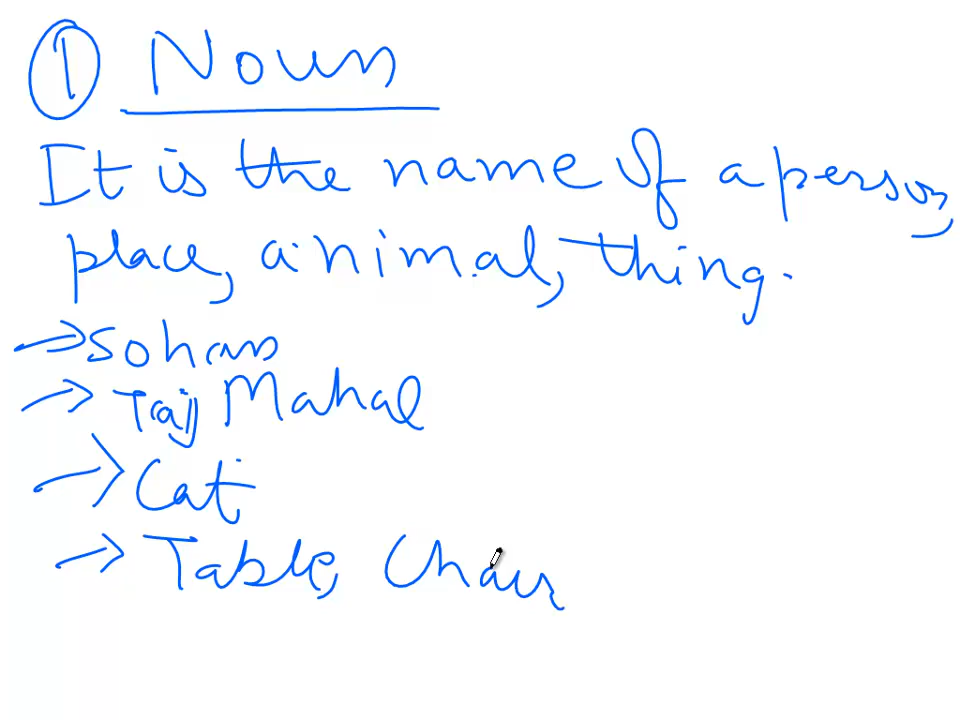 ① Noun
It is the name of a person,
place, animal, thing.
→ Sohan
→ Taj Mahal
→ Cat
→ Table, Chair